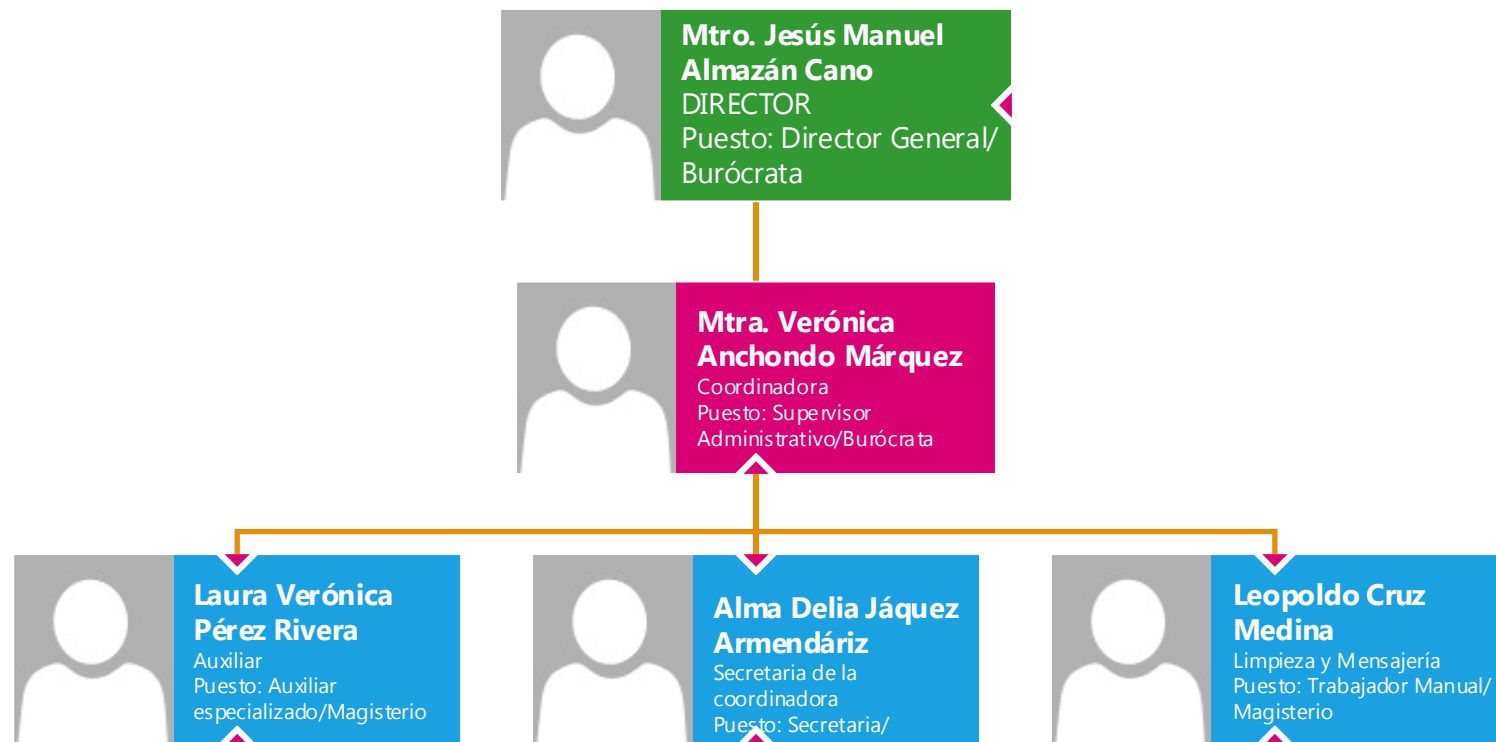 Mtro. Jesús Manuel
Almazán Cano
DIRECTOR
Puesto: Director General/
Burócrata
Mtra. Verónica
Anchondo Márquez
Coordinadora
Puesto: Supervisor
Administrativo/Burócrata
Laura Verónica
Pérez Rivera
Auxiliar
Puesto: Auxiliar
especializado/Magisterio
Alma Delia Jáquez
Armendáriz
Secretaria de la
coordinadora
Puesto: Secretaria/
Leopoldo Cruz
Medina
Limpieza y Mensajería
Puesto: Trabajador Manual/
Magisterio